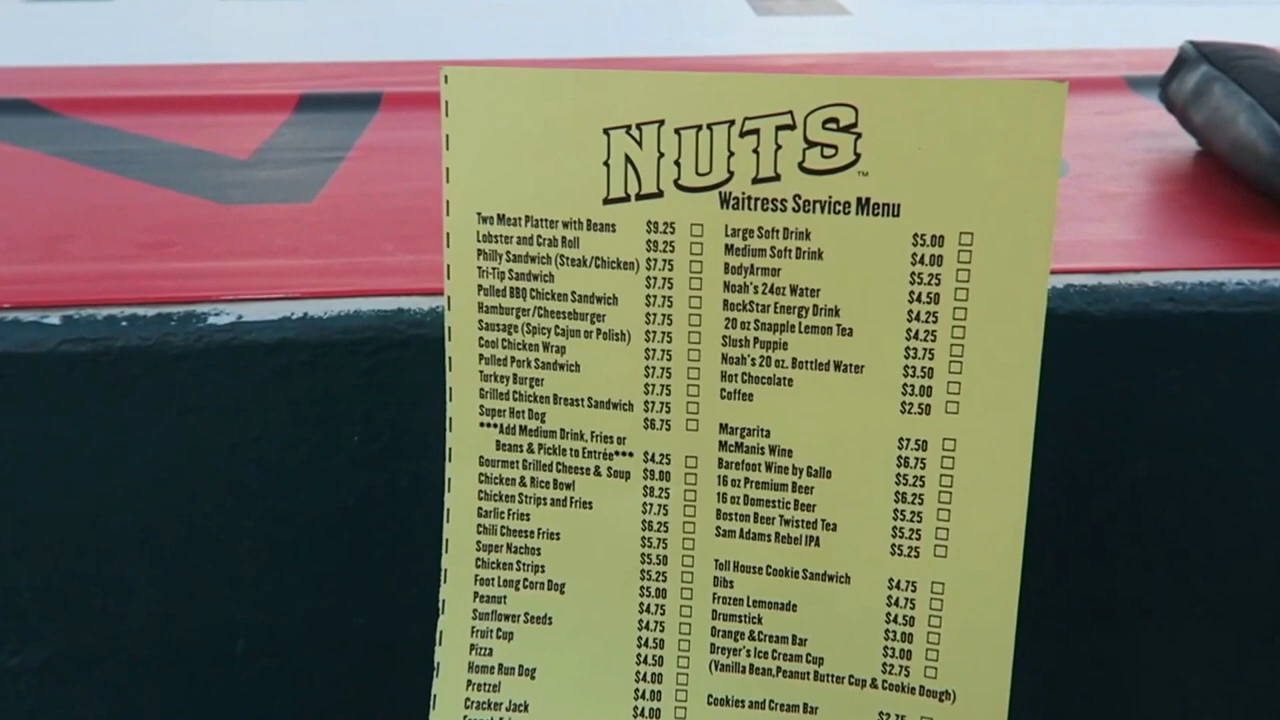 NUTS™
Waitress Service Menu
Two Meat Platter with Beans $9.25
Lobster and Crab Roll $9.25
Philly Sandwich (Steak/Chicken) $7.75
Tri-Tip Sandwich $7.75
Pulled BBQ Chicken Sandwich $7.75
Hamburger/Cheeseburger $7.75
Sausage (Spicy Cajun or Polish) $7.75
Cool Chicken Wrap $7.75
Pulled Pork Sandwich $7.75
Turkey Burger $7.75
Grilled Chicken Breast Sandwich $7.75
Super Hot Dog $6.75
***Add Medium Drink, Fries or
Beans & Pickle to Entrée*** $4.25
Gourmet Grilled Cheese & Soup $9.00
Chicken & Rice Bowl $8.25
Chicken Strips and Fries $7.75
Garlic Fries $6.25
Chili Cheese Fries $5.75
Super Nachos $5.50
Chicken Strips $5.25
Foot Long Corn Dog $5.00
Peanut $4.75
Sunflower Seeds $4.75
Fruit Cup $4.50
Pizza $4.50
Home Run Dog $4.00
Pretzel $4.00
Cracker Jack $4.00
Large Soft Drink $5.00
Medium Soft Drink $4.00
BodyArmor $5.25
Noah's 24oz Water $4.50
RockStar Energy Drink $4.25
20 oz Snapple Lemon Tea $4.25
Slush Puppie $3.75
Noah's 20 oz. Bottled Water $3.50
Hot Chocolate $3.00
Coffee $2.50
Margarita $7.50
McManis Wine $6.75
Barefoot Wine by Gallo $5.25
16 oz Premium Beer $6.25
16 oz Domestic Beer $5.25
Boston Beer Twisted Tea $5.25
Sam Adams Rebel IPA $5.25
Toll House Cookie Sandwich $4.75
Dibs $4.75
Frozen Lemonade $4.50
Drumstick $3.00
Orange &Cream Bar $3.00
Dreyer's Ice Cream Cup $2.75
(Vanilla Bean,Peanut Butter Cup & Cookie Dough)
Cookies and Cream Bar $2.75